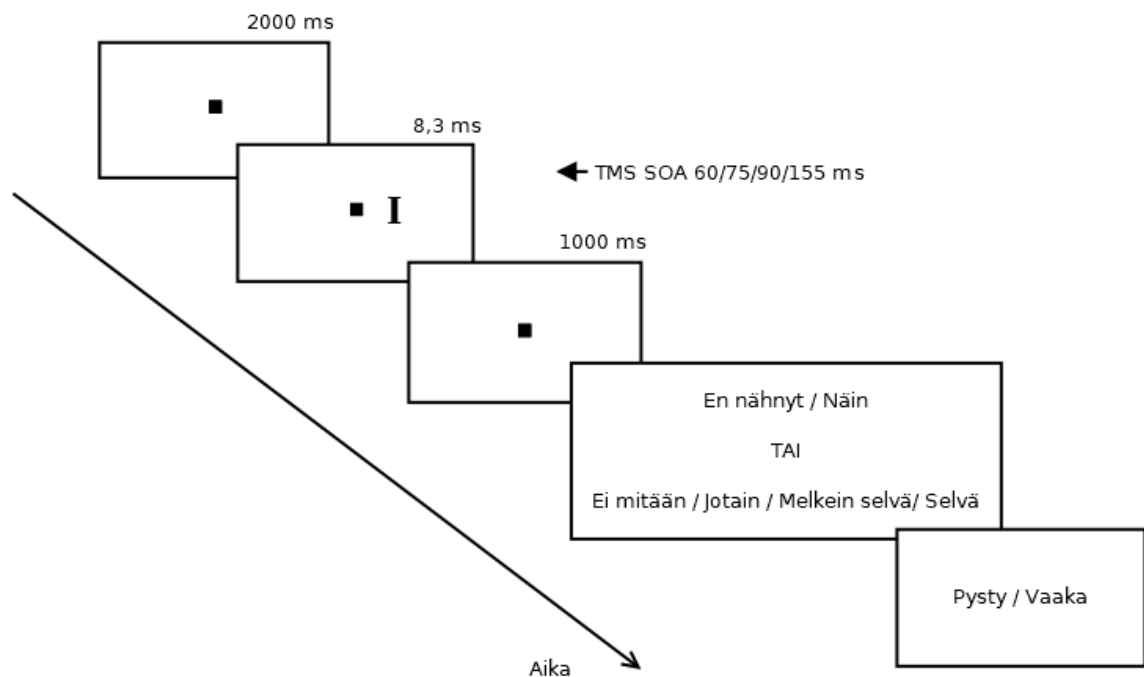 2000 ms
8,3 ms
TMS SOA 60/75/90/155 ms
I
1000 ms
En nähnyt / Näin
TAI
Ei mitään / Jotain / Melkein selvä/ Selvä
Pysty / Vaaka
Aika